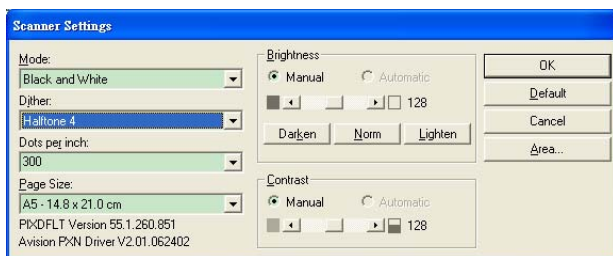 Scanner Settings
Mode:
Black and White
Dither:
Halftone 4
Dots per inch:
300
Page Size:
A5 - 14.8 x 21.0 cm
PIXDFLT Version 55.1.260.851
Avision PXN Driver V2.01.062402
Brightness
Manual Automatic
128
Darken Norm Lighten
Contrast
Manual Automatic
128
OK
Default
Cancel
Area...